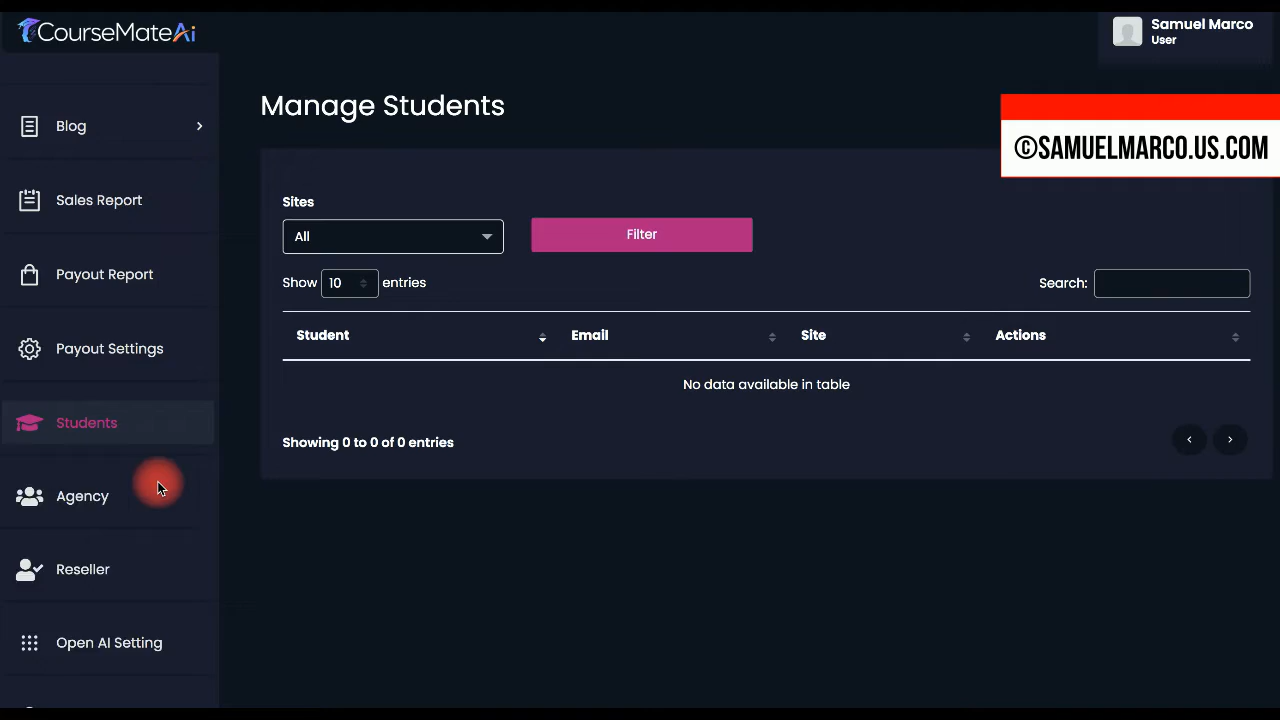 CourseMateAi
Samuel Marco
User
Blog
Sales Report
Payout Report
Payout Settings
Students
Agency
Reseller
Open AI Setting
Manage Students
©SAMUELMARCO.US.COM
Sites
All
Filter
Show 10 entries
Search:
Student Email Site Actions
No data available in table
Showing 0 to 0 of 0 entries